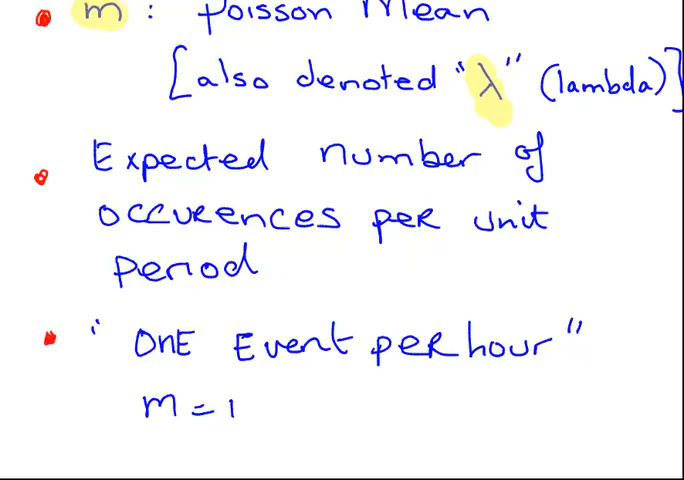 m : Poisson Mean
[also denoted "λ" (lambda)]
Expected number of
occurences per unit
period
"One Event per hour"
m = 1